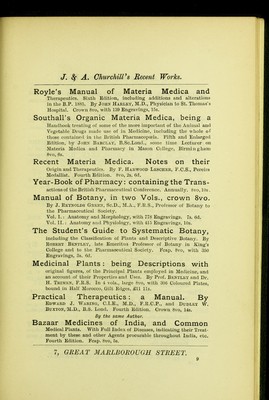 J. & A. Churchill's Recent Works.
Royle's Manual of Materia Medica and
Therapeutics. Sixth Edition, including additions and alterations
in the B.P. 1885. By JOHN HARLEY, M.D., Physician to St. Thomas's
Hospital. Crown 8vo, with 139 Engravings, 15s.
Southall's Organic Materia Medica, being a
Handbook treating of some of the more important of the Animal and
Vegetable Drugs made use of in Medicine, including the whole of
those contained in the British Pharmacopœia. Fifth and Enlarged
Edition, by JOHN BARCLAY, B.Sc.Lond., some time Lecturer on
Materia Medica and Pharmacy in Mason College, Birmingham
8vo, 6s.
Recent Materia Medica. Notes on their
Origin and Therapeutics. By F. HARWOOD LESCHER, F.C.S., Pereira
Medallist. Fourth Edition. 8vo, 2s. 6d.
Year-Book of Pharmacy: containing the Trans-
actions of the British Pharmaceutical Conference. Annually. 8vo, 10s.
Manual of Botany, in two Vols., crown 8vo.
By J. REYNOLDS GREEN, Sc.D., M.A., F.R.S., Professor of Botany to
the Pharmaceutical Society.
Vol. I.: Anatomy and Morphology, with 778 Engravings. 7s. 6d.
Vol. II.: Anatomy and Physiology, with 415 Engravings, 10s.
The Student's Guide to Systematic Botany,
including the Classification of Plants and Descriptive Botany. By
ROBERT BENTLEY, late Emeritus Professor of Botany in King's
College and to the Pharmaceutical Society. Fcap. 8vo, with 350
Engravings, 3s. 6d.
Medicinal Plants: being Descriptions with
original figures, of the Principal Plants employed in Medicine, and
an account of their Properties and Uses. By Prof. BENTLEY and Dr.
H. TRIMEN, F.R.S. In 4 vols., large 8vo, with 306 Coloured Plates,
bound in Half Morocco, Gilt Edges. £11 11s.
Practical Therapeutics: a Manual. By
EDWARD J. WARING, C.I.E., M.D., F.R.C.P., and DUDLEY W.
BUXTON, M.D., B.S. Lond. Fourth Edition. Crown 8vo, 14s.
By the same Author.
Bazaar Medicines of India, and Common
Medical Plants. With Full Index of Diseases, indicating their Treat-
ment by these and other Agents procurable throughout India, etc.
Fourth Edition. Fcap. 8vo, 5s.
7, GREAT MARLBOROUGH STREET.